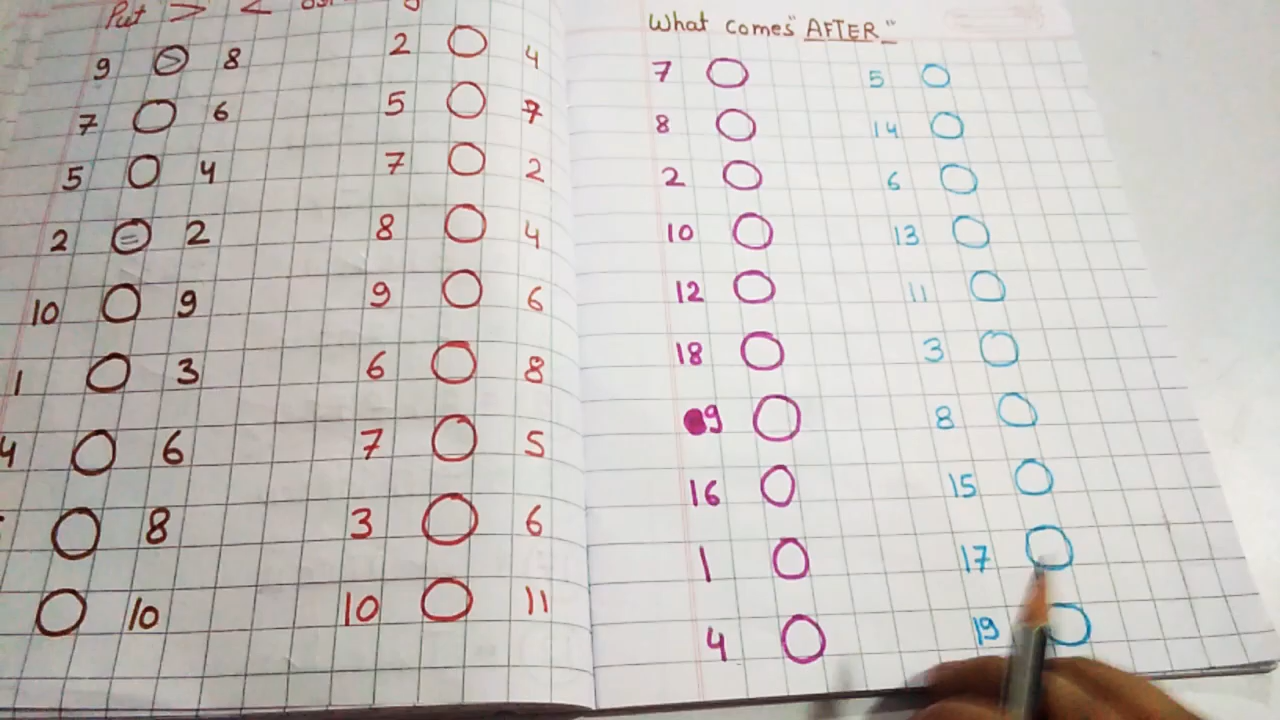 Put > <
9 > 8 2 4
7 6 5 7
5 4 7 2
2 = 2 8 4
10 9 9 6
1 3 6 8
4 6 7 5
8 3 6
10 10 11
What comes "AFTER"
7 5
8 14
2 6
10 13
12 11
18 3
9 8
16 15
1 17
4 19